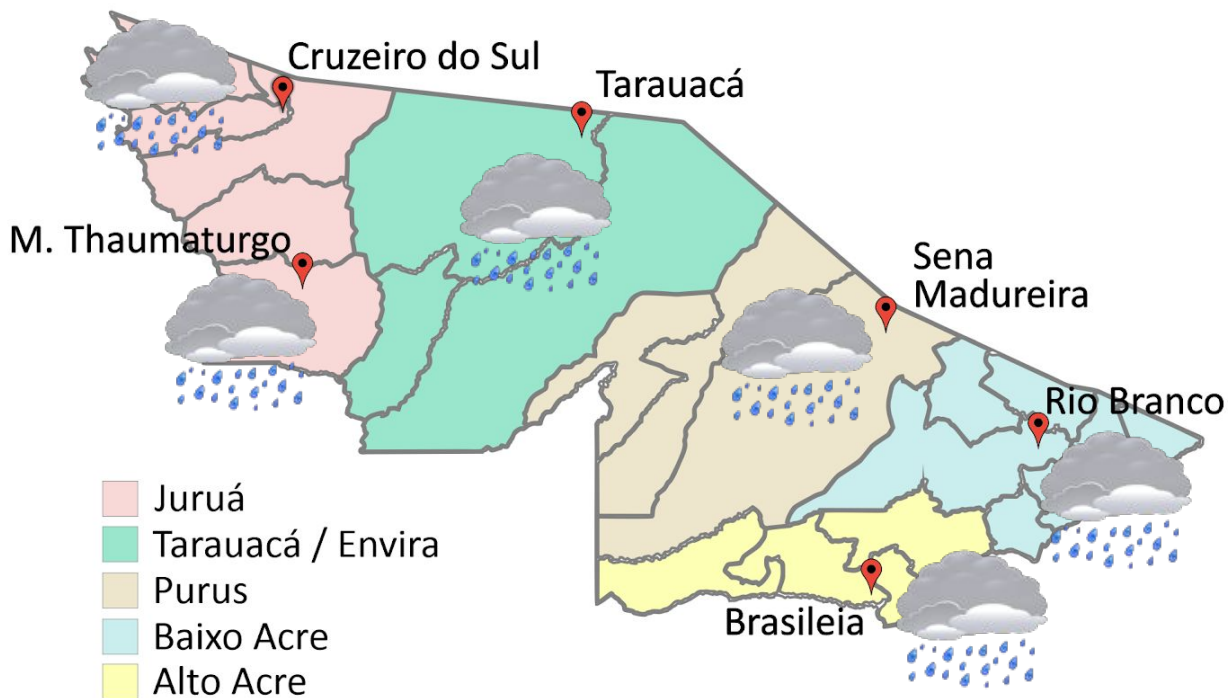 Cruzeiro do Sul
Tarauacá
M. Thaumaturgo
Sena
Madureira
Rio Branco
Brasileia
Juruá
Tarauacá / Envira
Purus
Baixo Acre
Alto Acre